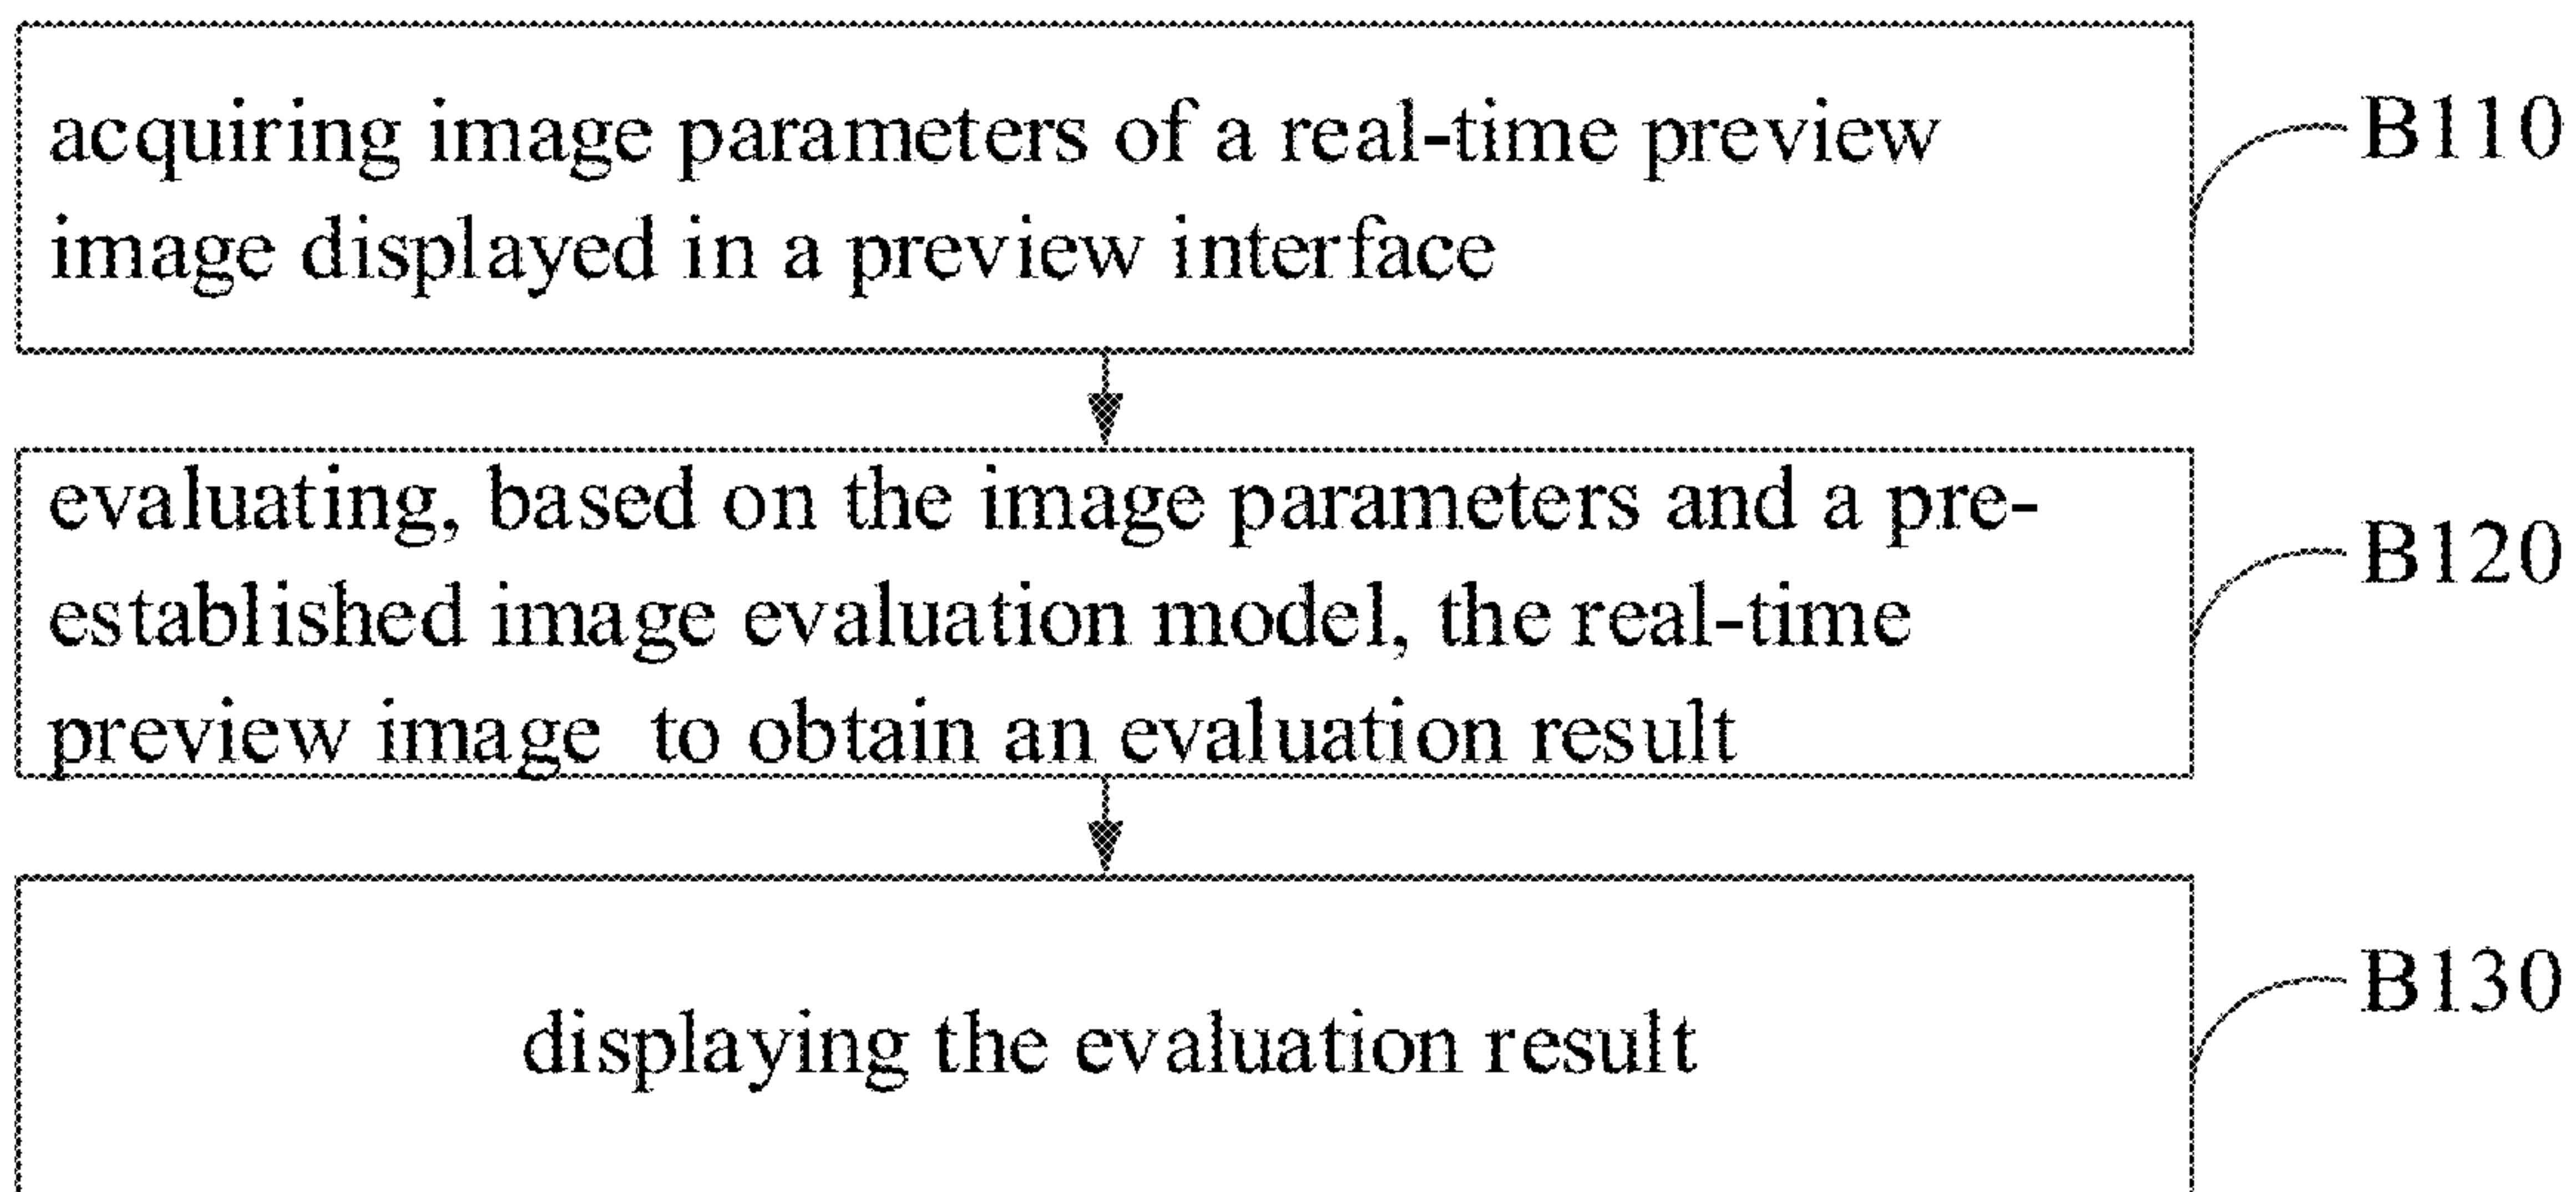 acquiring image parameters of a real-time preview
image displayed in a preview interface
B110
evaluating, based on the image parameters and a pre-
established image evaluation model, the real-time
preview image to obtain an evaluation result
B120
displaying the evaluation result
B130